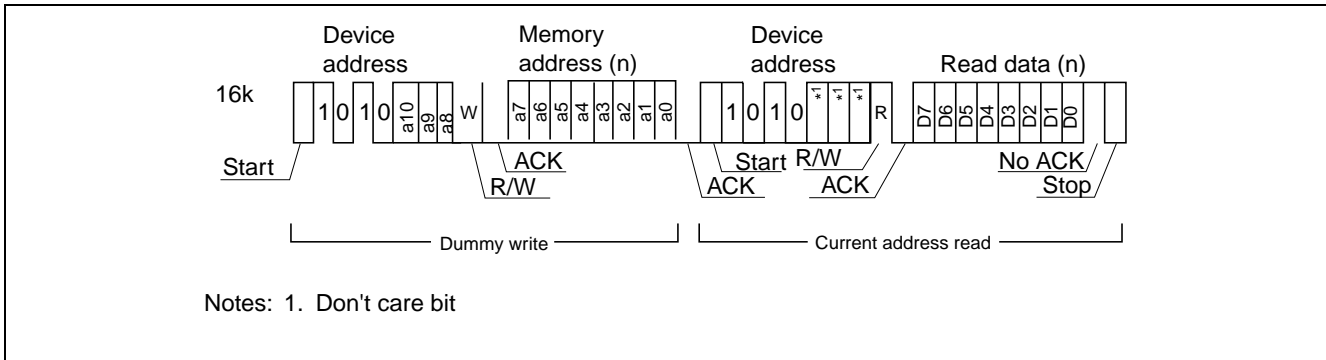 Device address
Memory address (n)
Device address
Read data (n)
16k
1 0 1 0 a10 a9 a8 W
a7 a6 a5 a4 a3 a2 a1 a0
1 0 1 0 *1 *1 *1 R
D7 D6 D5 D4 D3 D2 D1 D0
Start
ACK
R/W
ACK
Start
R/W
ACK
No ACK
Stop
Dummy write
Current address read
Notes: 1. Don't care bit